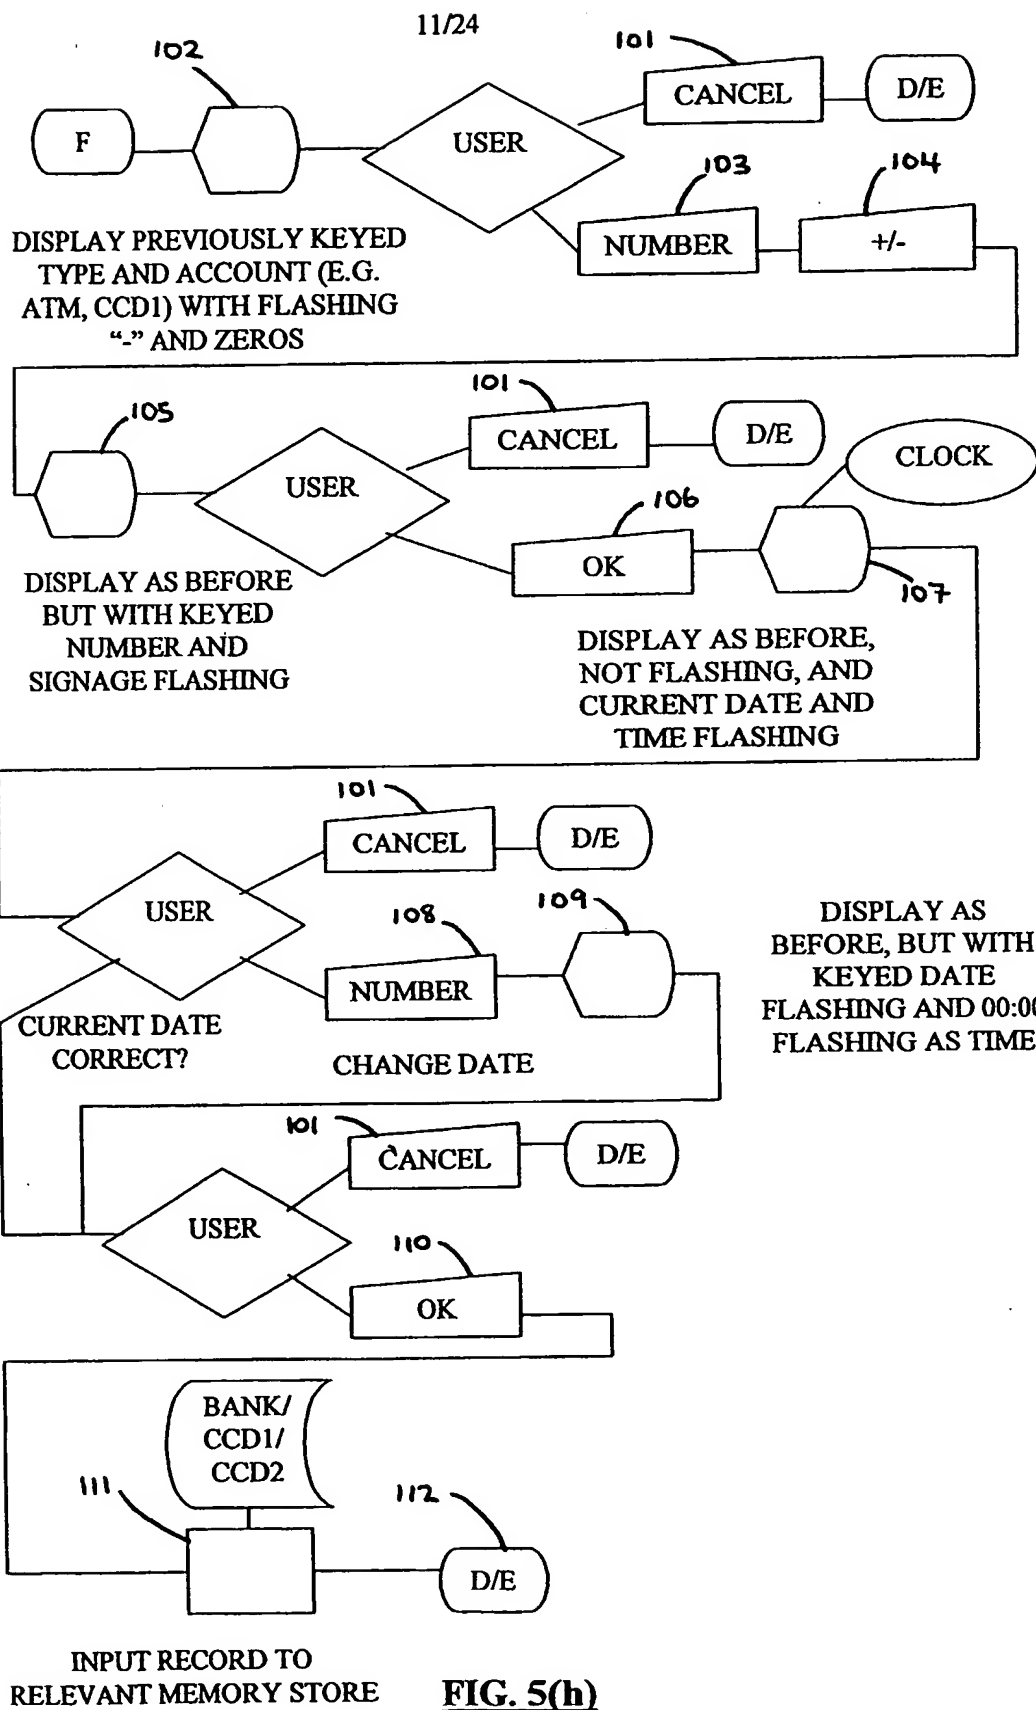 11/24
102
101
F
USER
CANCEL
D/E
103
104
NUMBER
+/-
DISPLAY PREVIOUSLY KEYED
TYPE AND ACCOUNT (E.G.
ATM, CCD1) WITH FLASHING
“-” AND ZEROS
105
101
USER
CANCEL
D/E
CLOCK
106
OK
107
DISPLAY AS BEFORE
BUT WITH KEYED
NUMBER AND
SIGNAGE FLASHING
DISPLAY AS BEFORE,
NOT FLASHING, AND
CURRENT DATE AND
TIME FLASHING
101
CANCEL
D/E
USER
108
109
NUMBER
DISPLAY AS
BEFORE, BUT WITH
KEYED DATE
FLASHING AND 00:00
FLASHING AS TIME
CURRENT DATE
CORRECT?
CHANGE DATE
101
CANCEL
D/E
USER
110
OK
BANK/
CCD1/
CCD2
111
112
D/E
INPUT RECORD TO
RELEVANT MEMORY STORE
FIG. 5(h)